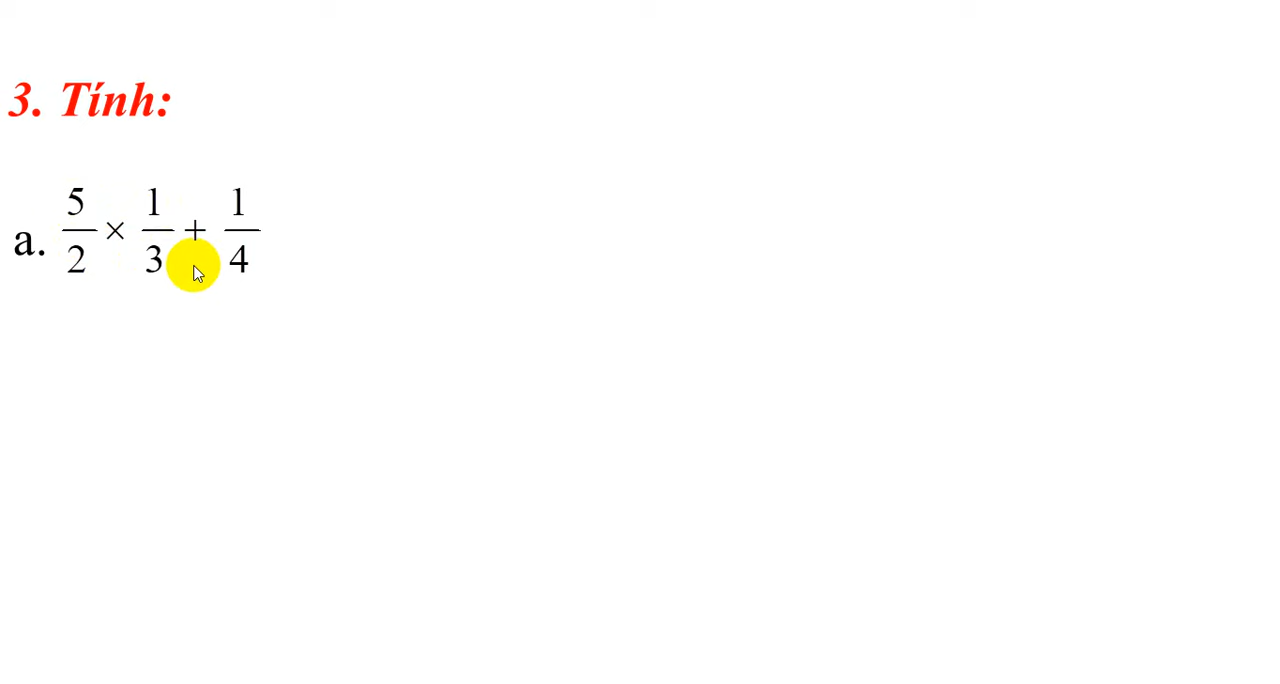 3. Tính:
a. 5/2 × 1/3 + 1/4